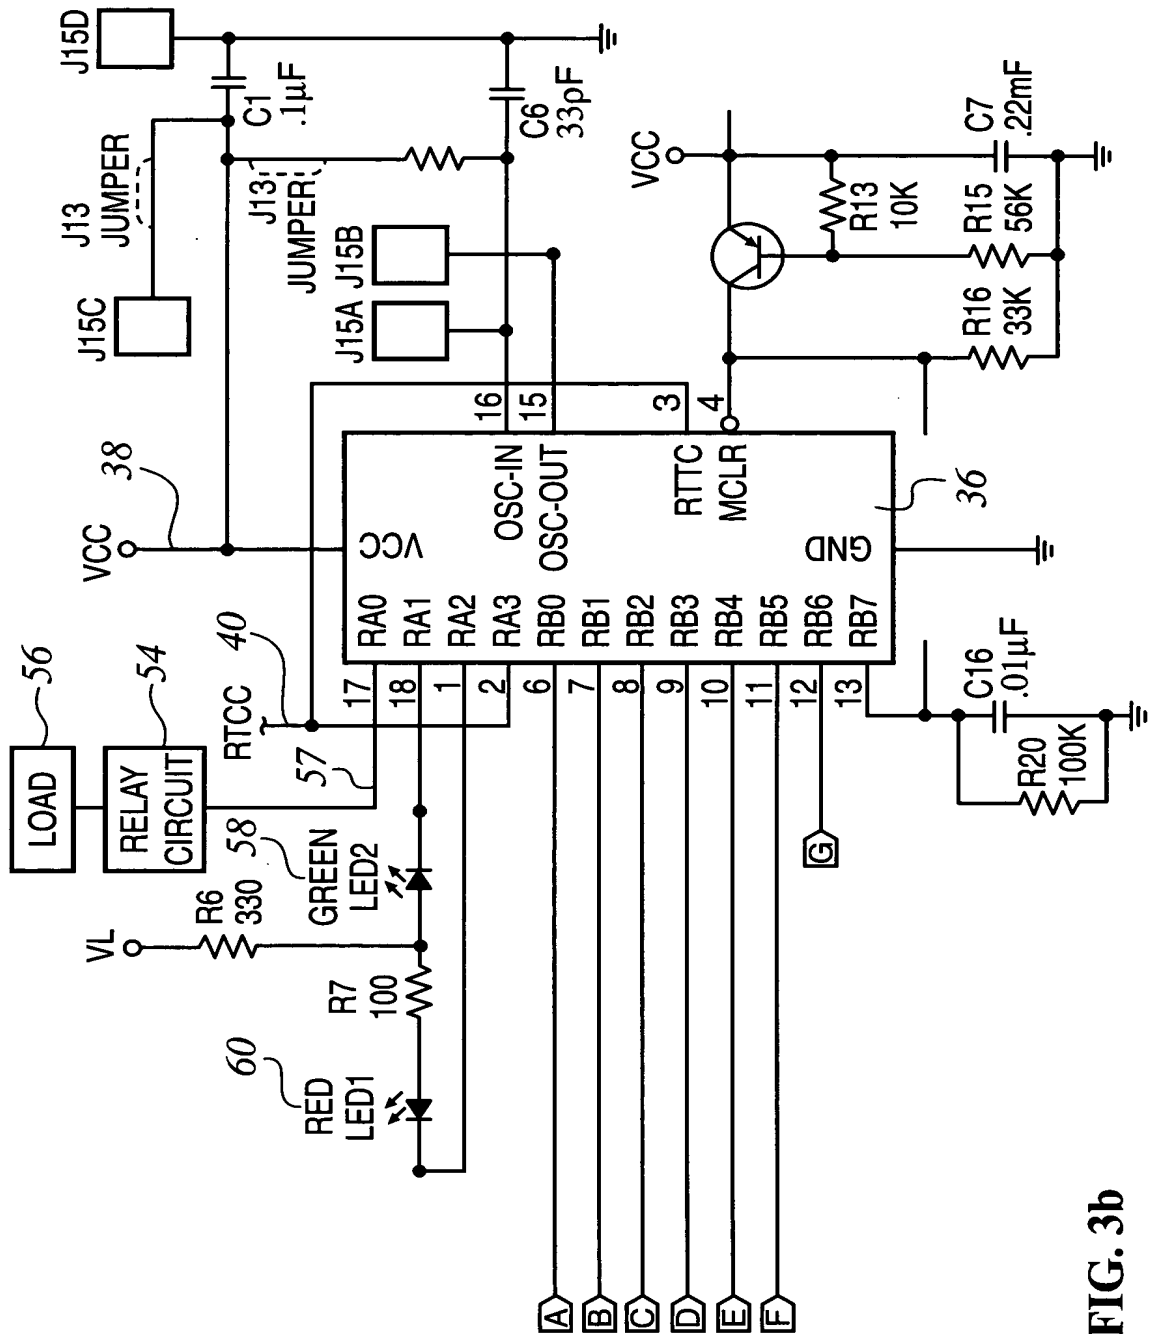 J15D
C1
.1µF
J13
JUMPER
J15C
J13
JUMPER
C6
33pF
J15B
J15A
VCC
38
VCC
OSC-IN
16
OSC-OUT
15
RTTC
3
MCLR
4
GND
36
VCC
R13
10K
C7
.22mF
R15
56K
R16
33K
RA0
17
RA1
18
RA2
1
RA3
2
RB0
6
RB1
7
RB2
8
RB3
9
RB4
10
RB5
11
RB6
12
RB7
13
RTCC
40
LOAD
56
RELAY
CIRCUIT
54
57
GREEN
LED2
58
VL
R6
330
R7
100
RED
LED1
60
C16
.01µF
R20
100K
G
A
B
C
D
E
F
FIG. 3b